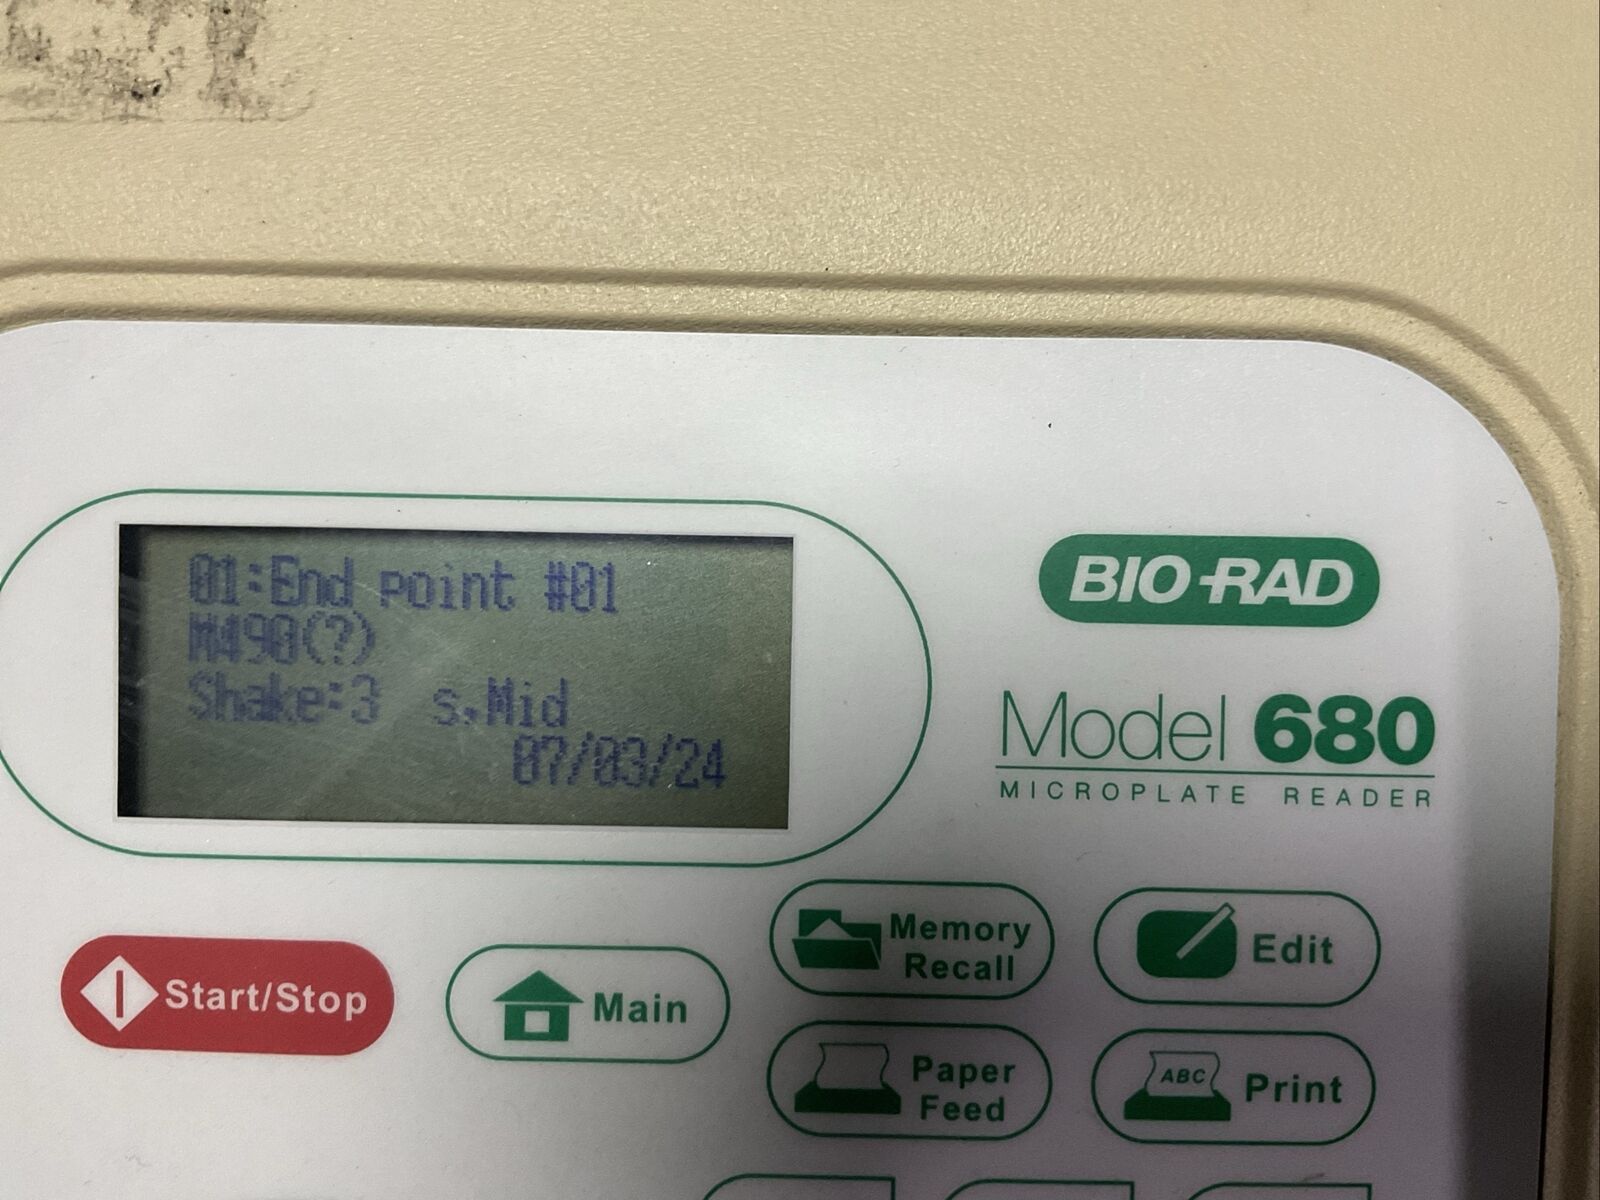 01:End point #01
M490(?)
Shake:3 s,Mid
07/03/24
BIO-RAD
Model 680
MICROPLATE READER
Start/Stop
Main
Memory
Recall
Edit
Paper
Feed
ABC
Print